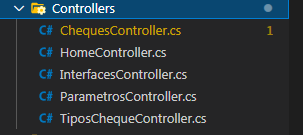 Controllers
C# ChequesController.cs 1
C# HomeController.cs
C# InterfacesController.cs
C# ParametrosController.cs
C# TiposChequeController.cs